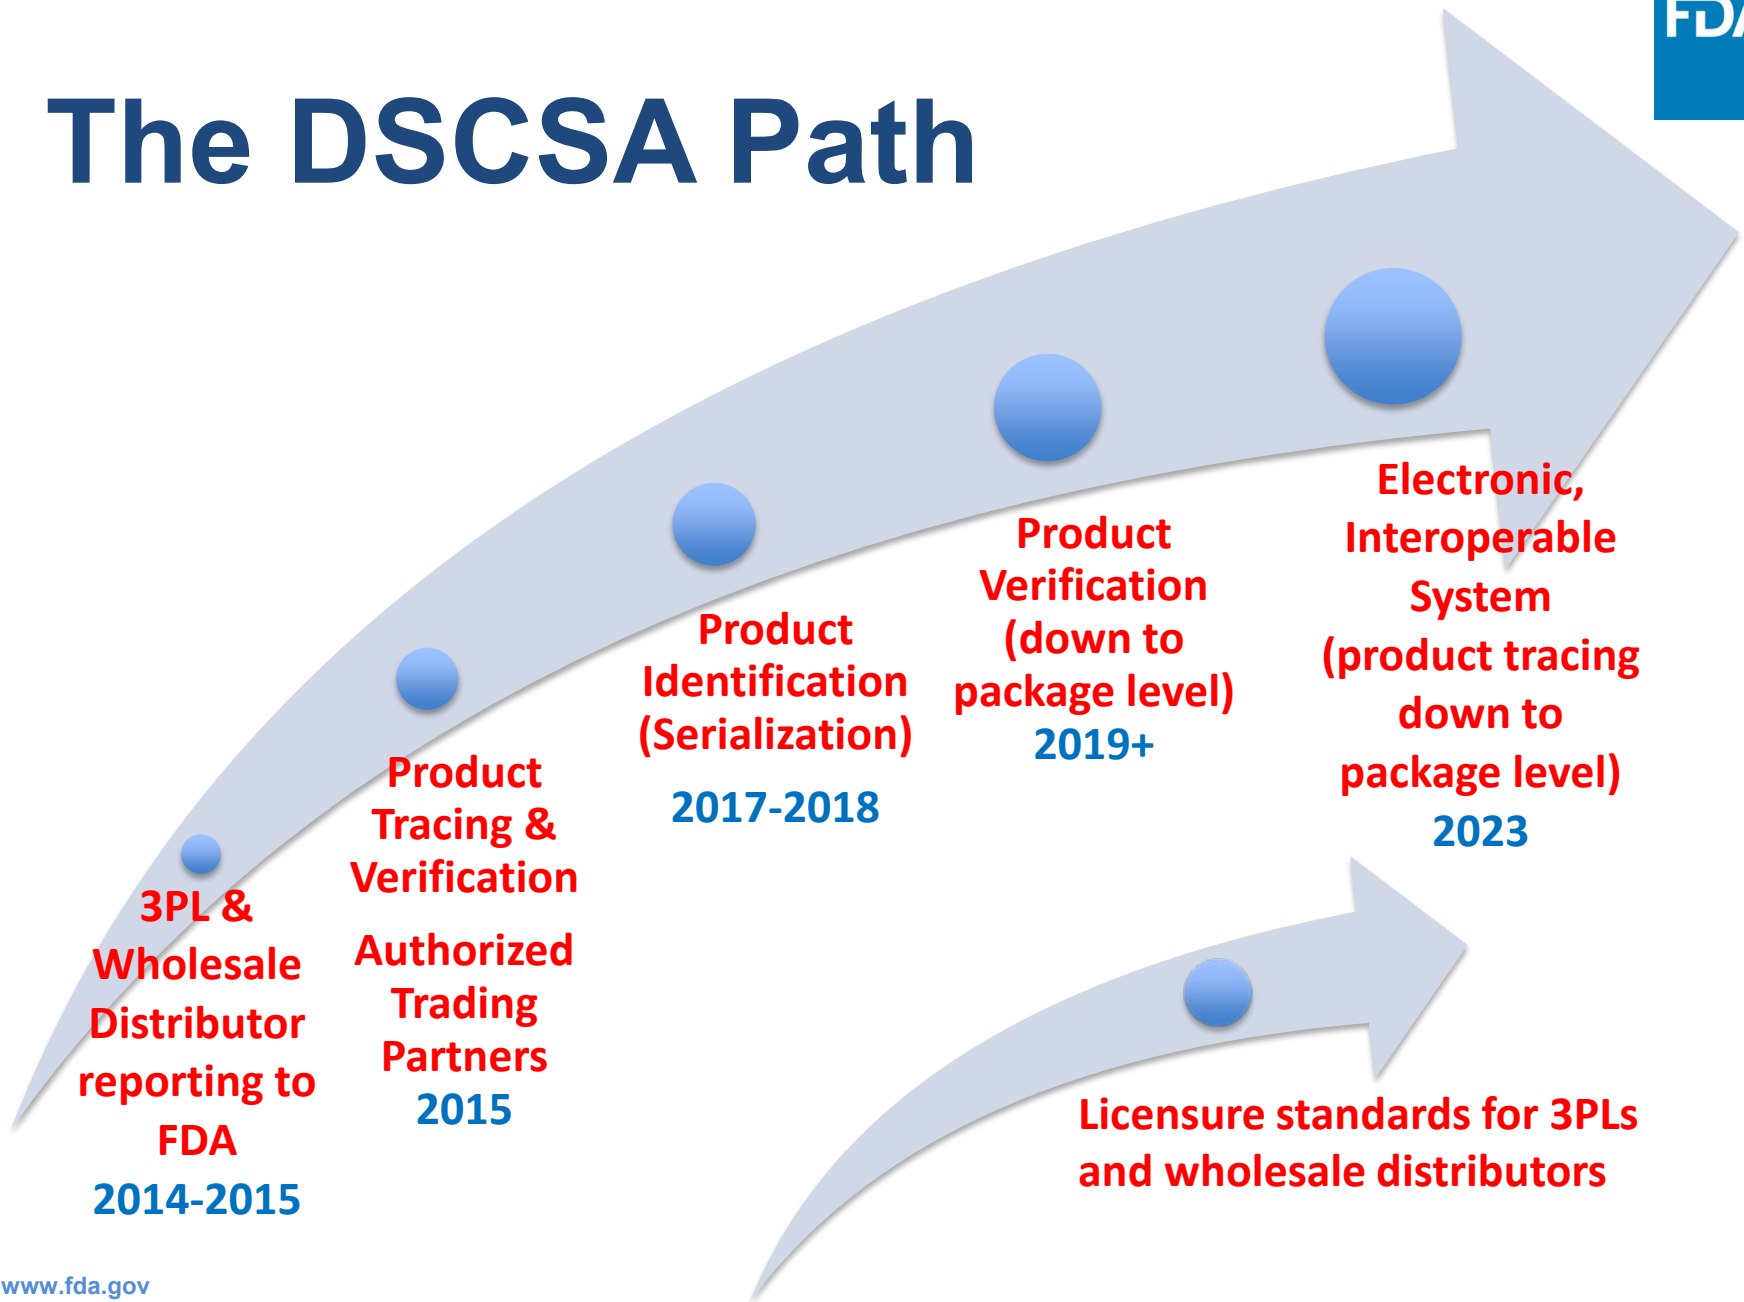 FDA
The DSCSA Path
3PL &
Wholesale
Distributor
reporting to
FDA
2014-2015
Product
Tracing &
Verification
Authorized
Trading
Partners
2015
Product
Identification
(Serialization)
2017-2018
Product
Verification
(down to
package level)
2019+
Electronic,
Interoperable
System
(product tracing
down to
package level)
2023
Licensure standards for 3PLs
and wholesale distributors
www.fda.gov